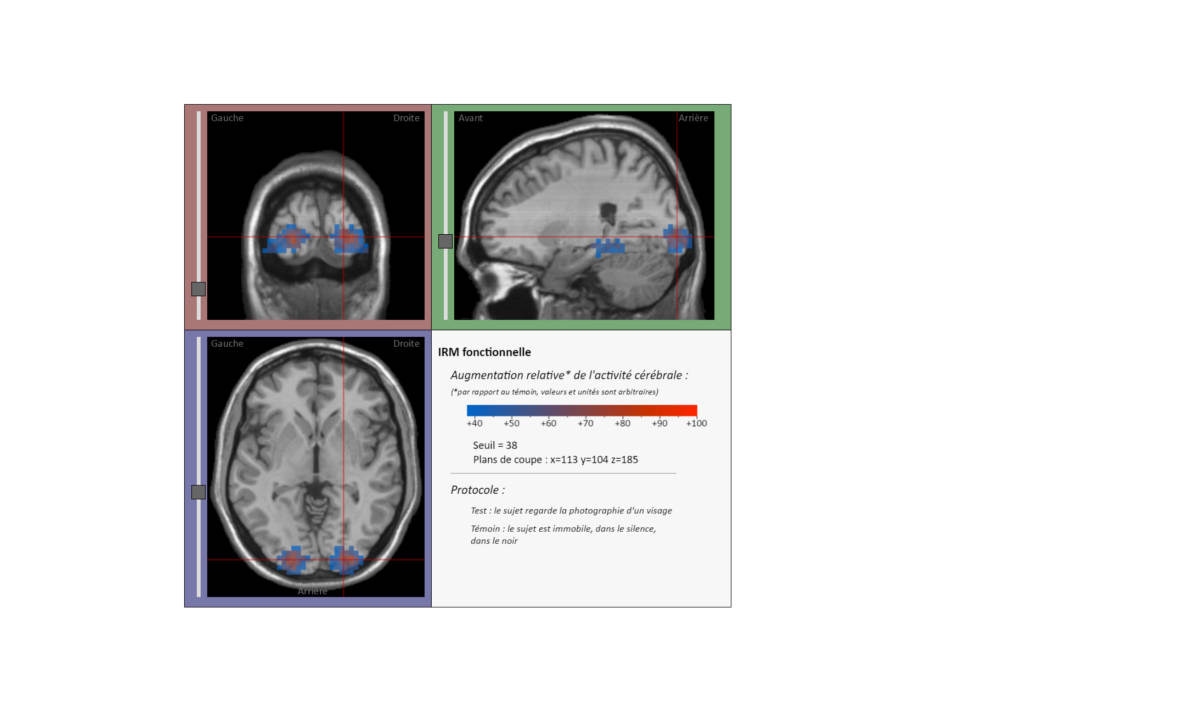 Gauche Droite
Avant Arrière
Gauche Droite
Arrière
IRM fonctionnelle
Augmentation relative* de l'activité cérébrale :
(*par rapport au témoin, valeurs et unités sont arbitraires)
+40 +50 +60 +70 +80 +90 +100
Seuil = 38
Plans de coupe : x=113 y=104 z=185
Protocole :
Test : le sujet regarde la photographie d'un visage
Témoin : le sujet est immobile, dans le silence,
dans le noir